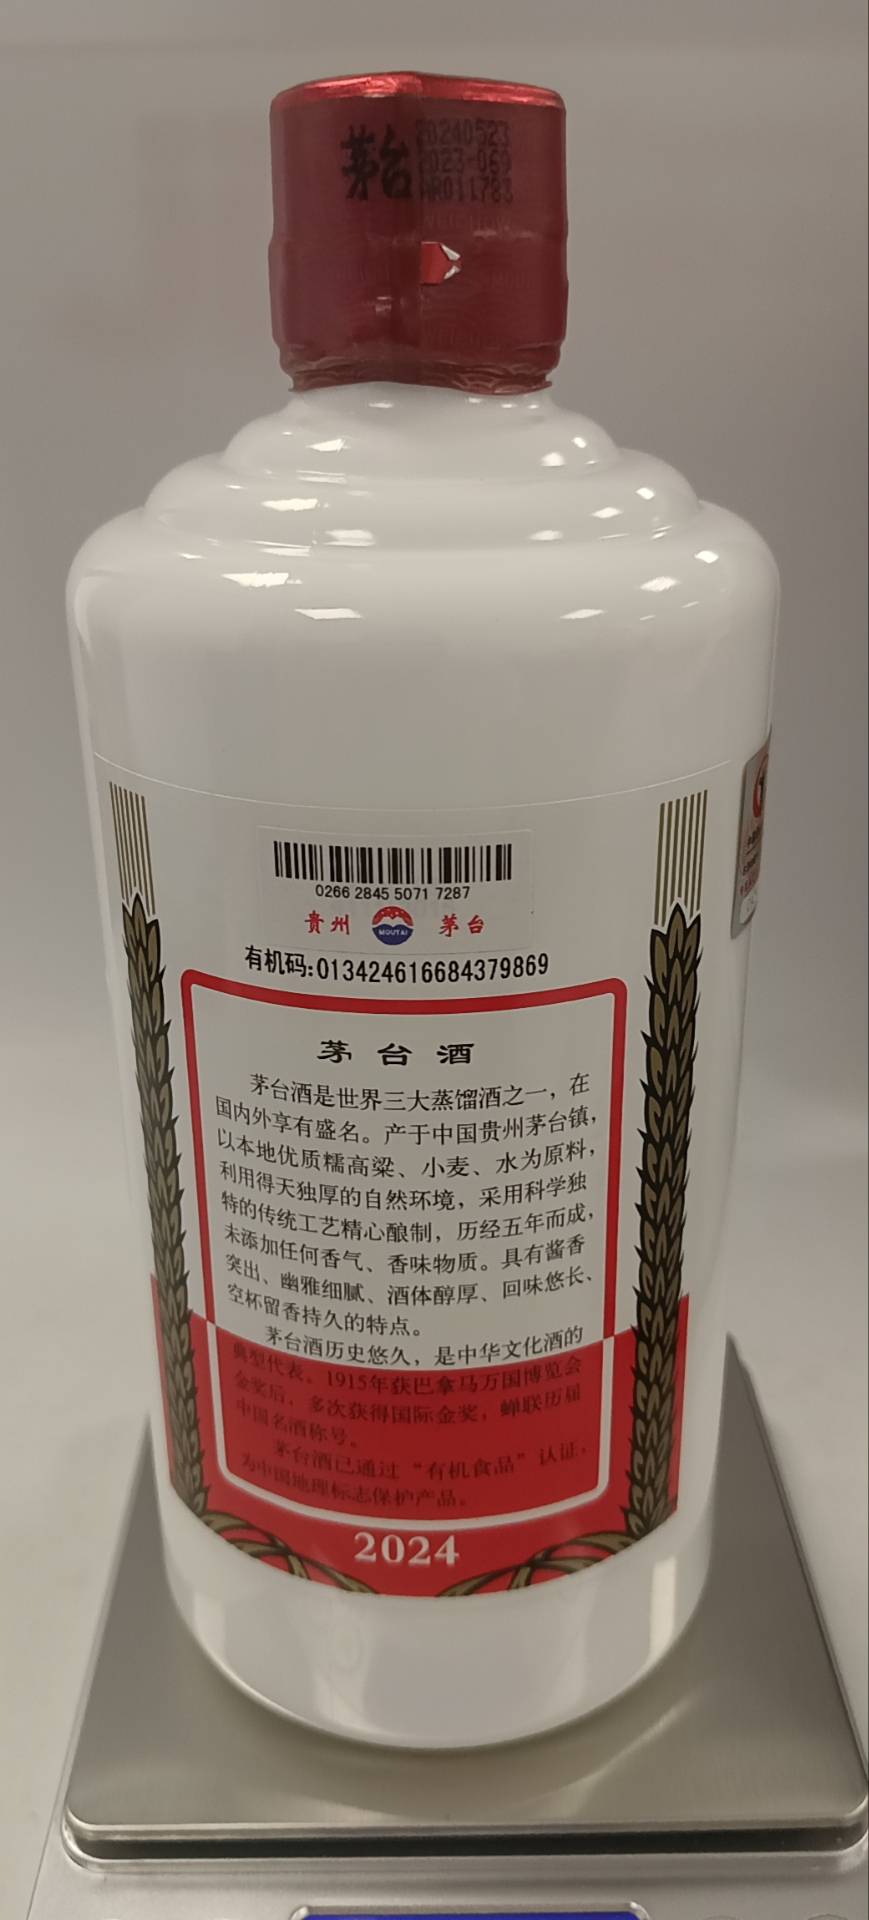 茅台
20240523
2023-069
AR011783
0266 2845 5071 7287
贵州 MOUTAI 茅台
有机码:013424616684379869
茅台酒
茅台酒是世界三大蒸馏酒之一，在
国内外享有盛名。产于中国贵州茅台镇，
以本地优质糯高粱、小麦、水为原料，
利用得天独厚的自然环境，采用科学独
特的传统工艺精心酿制，历经五年而成，
未添加任何香气、香味物质。具有酱香
突出、幽雅细腻、酒体醇厚、回味悠长、
空杯留香持久的特点。
茅台酒历史悠久，是中华文化酒的
典型代表。1915年获巴拿马万国博览会
金奖后，多次获得国际金奖，蝉联历届
中国名酒称号。
茅台酒已通过“有机食品”认证，
为中国地理标志保护产品。
2024